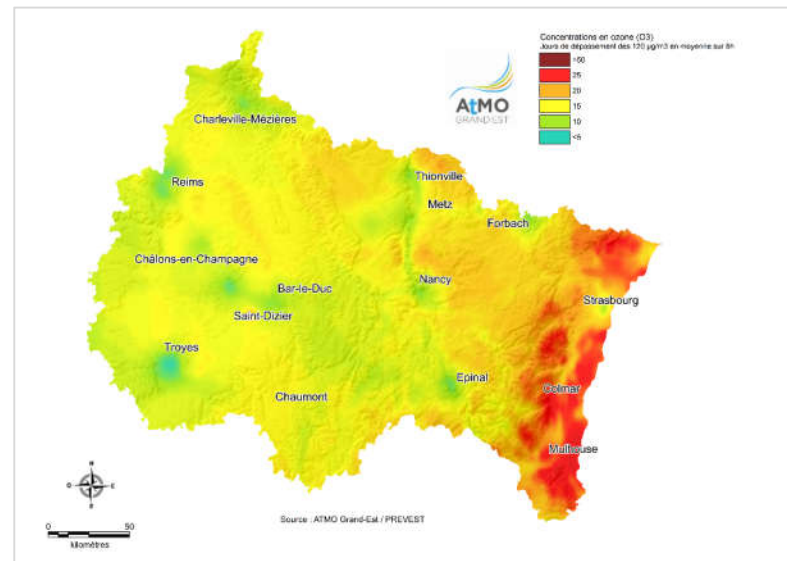 Concentrations en ozone (O3)
Jours de dépassement des 120 µg/m3 en moyenne sur 8h
>50
25
20
15
10
<5
AtMO
GRAND EST
Charleville-Mézières
Thionville
Reims
Metz
Forbach
Châlons-en-Champagne
Nancy
Bar-le-Duc
Strasbourg
Saint-Dizier
Troyes
Epinal
Colmar
Chaumont
Mulhouse
N
O E
S
Source : ATMO Grand-Est / PREVEST
0 50
kilomètres